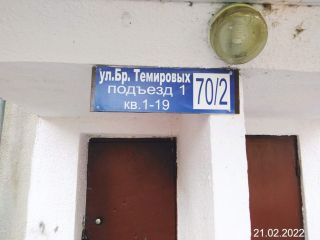 ул.Бр. Темировых
подъезд 1
кв.1-19
70/2
21.02.2022